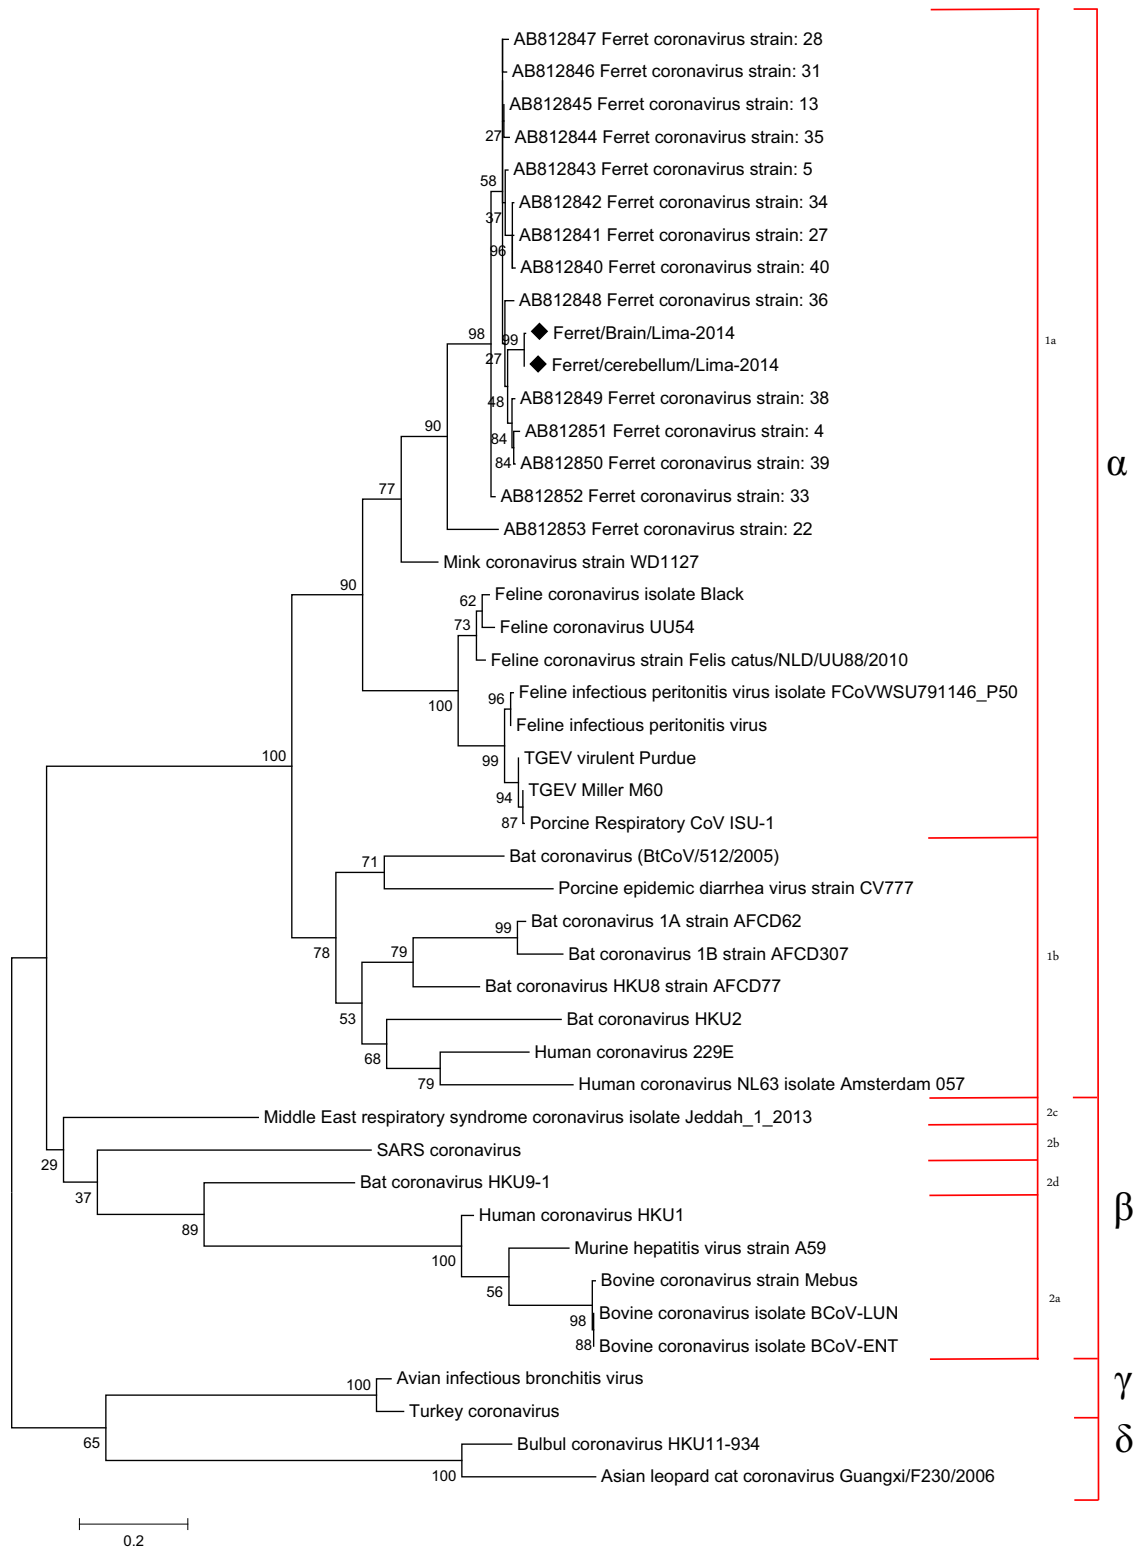 AB812847 Ferret coronavirus strain: 28
AB812846 Ferret coronavirus strain: 31
AB812845 Ferret coronavirus strain: 13
27
AB812844 Ferret coronavirus strain: 35
AB812843 Ferret coronavirus strain: 5
58
AB812842 Ferret coronavirus strain: 34
37
AB812841 Ferret coronavirus strain: 27
96
AB812840 Ferret coronavirus strain: 40
AB812848 Ferret coronavirus strain: 36
98
99
Ferret/Brain/Lima-2014
1a
27
Ferret/cerebellum/Lima-2014
48
AB812849 Ferret coronavirus strain: 38
90
84
AB812851 Ferret coronavirus strain: 4
84
AB812850 Ferret coronavirus strain: 39
α
77
AB812852 Ferret coronavirus strain: 33
AB812853 Ferret coronavirus strain: 22
Mink coronavirus strain WD1127
90
62
Feline coronavirus isolate Black
73
Feline coronavirus UU54
Feline coronavirus strain Felis catus/NLD/UU88/2010
100
96
Feline infectious peritonitis virus isolate FCoVWSU791146_P50
Feline infectious peritonitis virus
100
99
TGEV virulent Purdue
94
TGEV Miller M60
87
Porcine Respiratory CoV ISU-1
71
Bat coronavirus (BtCoV/512/2005)
Porcine epidemic diarrhea virus strain CV777
99
Bat coronavirus 1A strain AFCD62
78
79
Bat coronavirus 1B strain AFCD307
1b
Bat coronavirus HKU8 strain AFCD77
53
Bat coronavirus HKU2
68
Human coronavirus 229E
79
Human coronavirus NL63 isolate Amsterdam 057
Middle East respiratory syndrome coronavirus isolate Jeddah_1_2013
2c
29
SARS coronavirus
2b
37
Bat coronavirus HKU9-1
2d
89
Human coronavirus HKU1
β
100
Murine hepatitis virus strain A59
56
Bovine coronavirus strain Mebus
2a
98
Bovine coronavirus isolate BCoV-LUN
88
Bovine coronavirus isolate BCoV-ENT
100
Avian infectious bronchitis virus
γ
Turkey coronavirus
65
Bulbul coronavirus HKU11-934
δ
100
Asian leopard cat coronavirus Guangxi/F230/2006
0.2